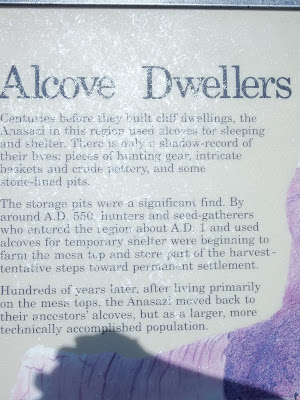 Alcove Dwellers
Centuries before they built cliff dwellings, the
Anasazi in this region used alcoves for sleeping
and shelter. There is only a shadow-record of
their lives: pieces of hunting gear, intricate
baskets and crude pottery, and some
stone-lined pits.
The storage pits were a significant find. By
around A.D. 550, hunters and seed-gatherers
who entered the region about A.D. 1 and used
alcoves for temporary shelter were beginning to
farm the mesa top and store part of the harvest-
tentative steps toward permanent settlement.
Hundreds of years later, after living primarily
on the mesa tops, the Anasazi moved back to
their ancestors' alcoves, but as a larger, more
technically accomplished population.